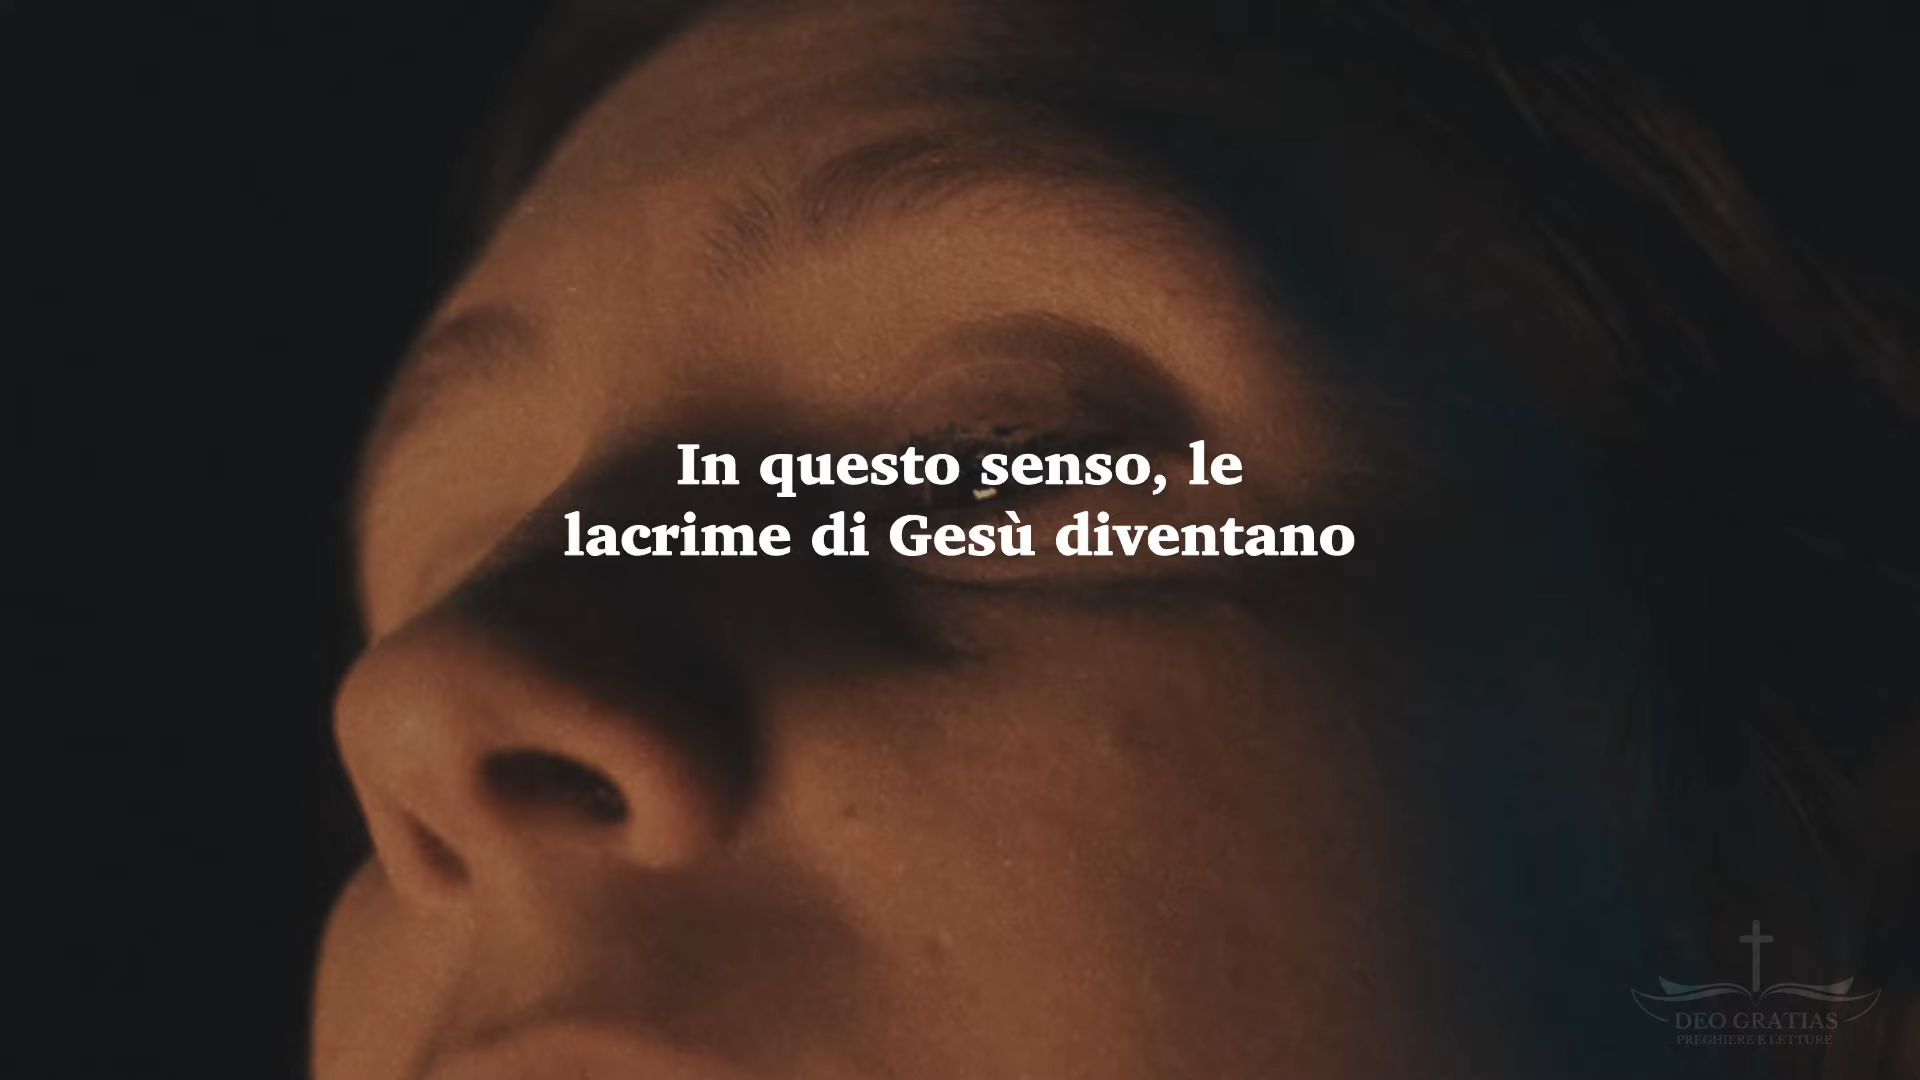 In questo senso, le
lacrime di Gesù diventano
DEO GRATIAS
PREGHIERE E LETTURE